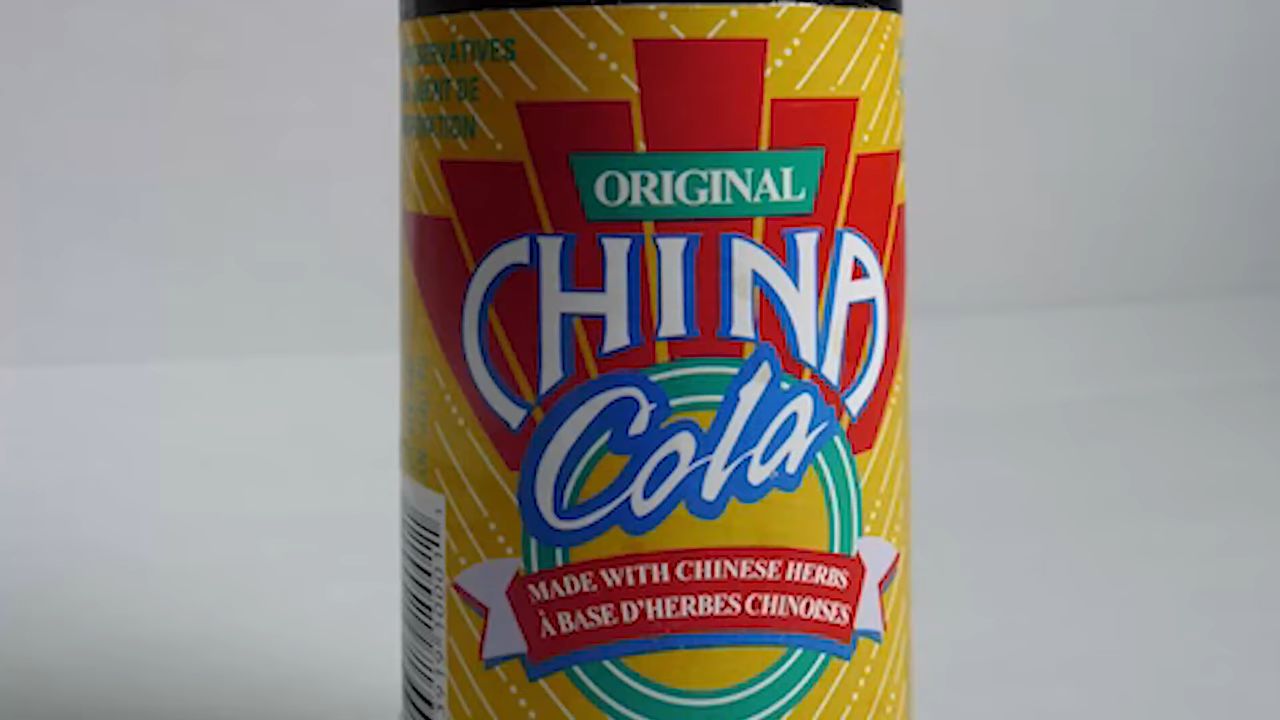 ORIGINAL
CHINA
Cola
MADE WITH CHINESE HERBS
À BASE D'HERBES CHINOISES